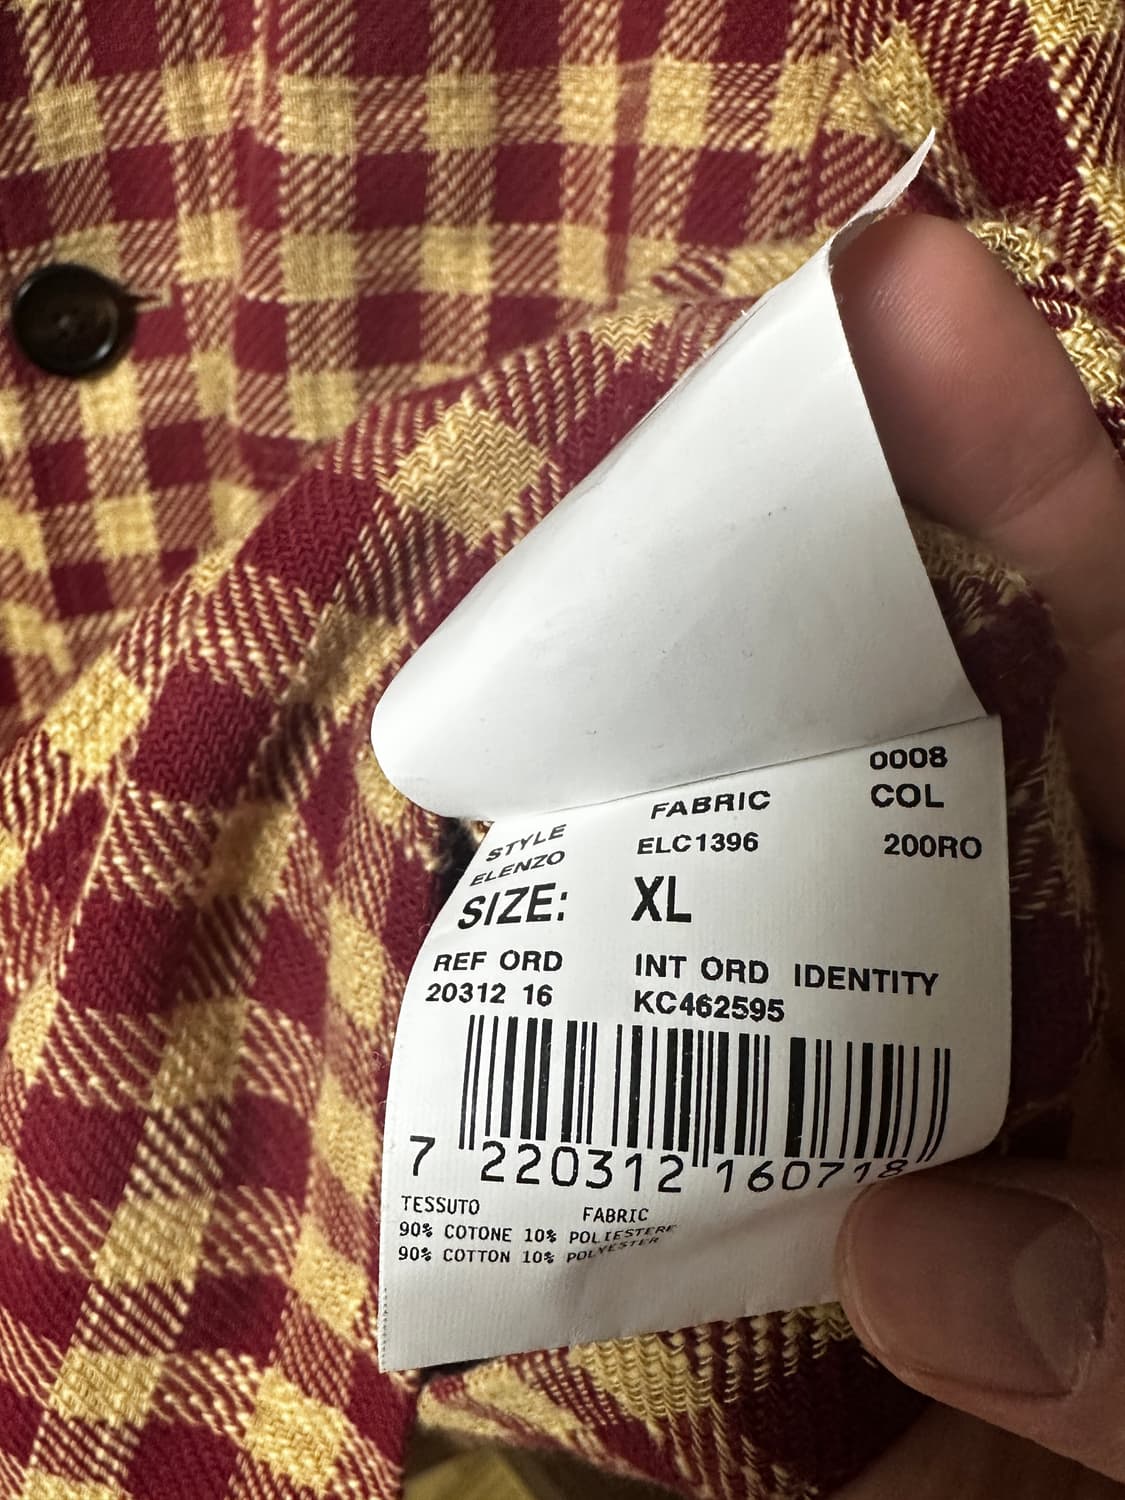 0008
STYLE FABRIC COL
ELENZO ELC1396 200RO
SIZE: XL
REF ORD INT ORD IDENTITY
20312 16 KC462595
7 220312 160718
TESSUTO FABRIC
90% COTONE 10% POLIESTERE
90% COTTON 10% POLYESTER